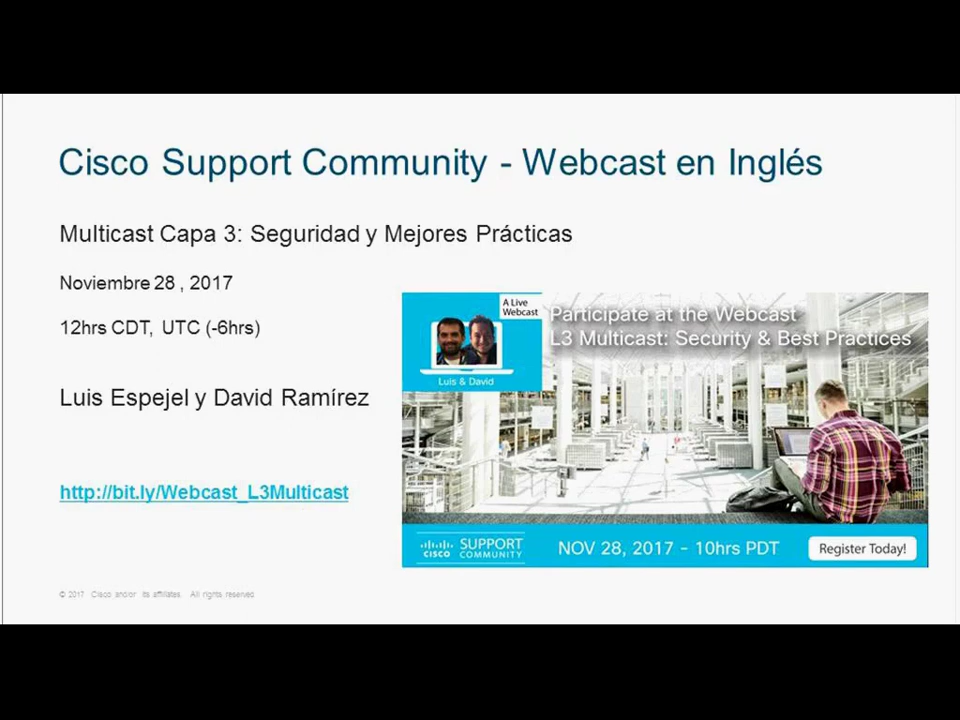 Cisco Support Community - Webcast en Inglés
Multicast Capa 3: Seguridad y Mejores Prácticas
Noviembre 28 , 2017
12hrs CDT, UTC (-6hrs)
Luis Espejel y David Ramírez
http://bit.ly/Webcast_L3Multicast
A Live
Webcast
Luis & David
Participate at the Webcast
L3 Multicast: Security & Best Practices
CISCO
SUPPORT
COMMUNITY
NOV 28, 2017 - 10hrs PDT
Register Today!
© 2017 Cisco and/or its affiliates. All rights reserved